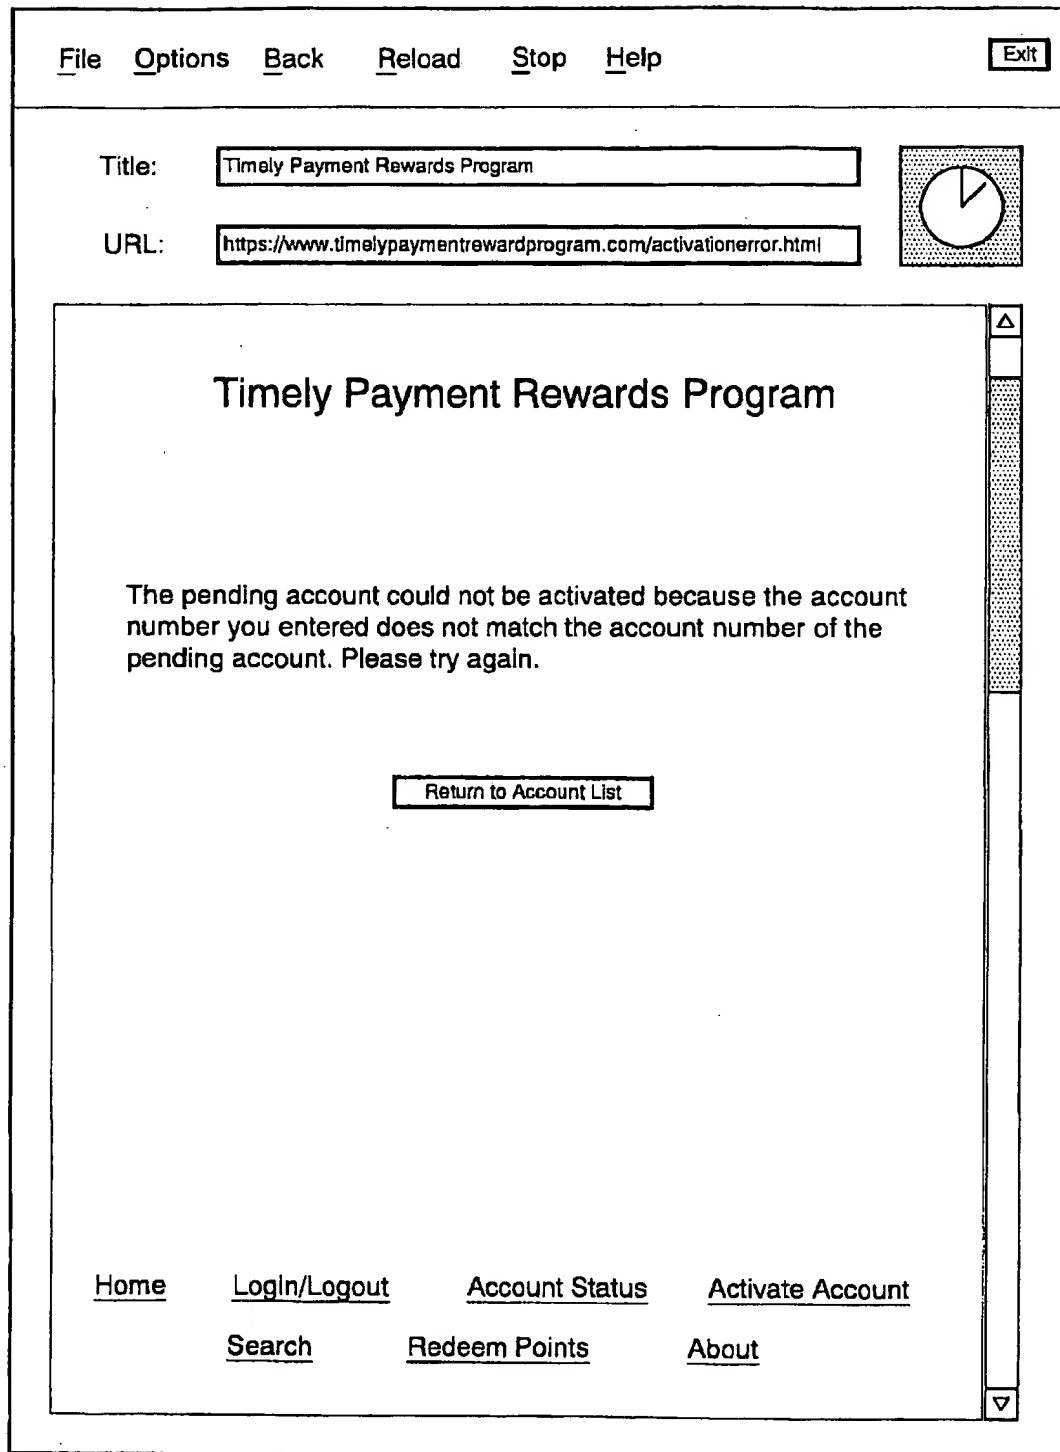 File Options Back Reload Stop Help Exit
Title: Timely Payment Rewards Program
URL: https://www.timelypaymentrewardprogram.com/activationerror.html
Timely Payment Rewards Program
The pending account could not be activated because the account
number you entered does not match the account number of the
pending account. Please try again.
Return to Account List
Home Login/Logout Account Status Activate Account
Search Redeem Points About